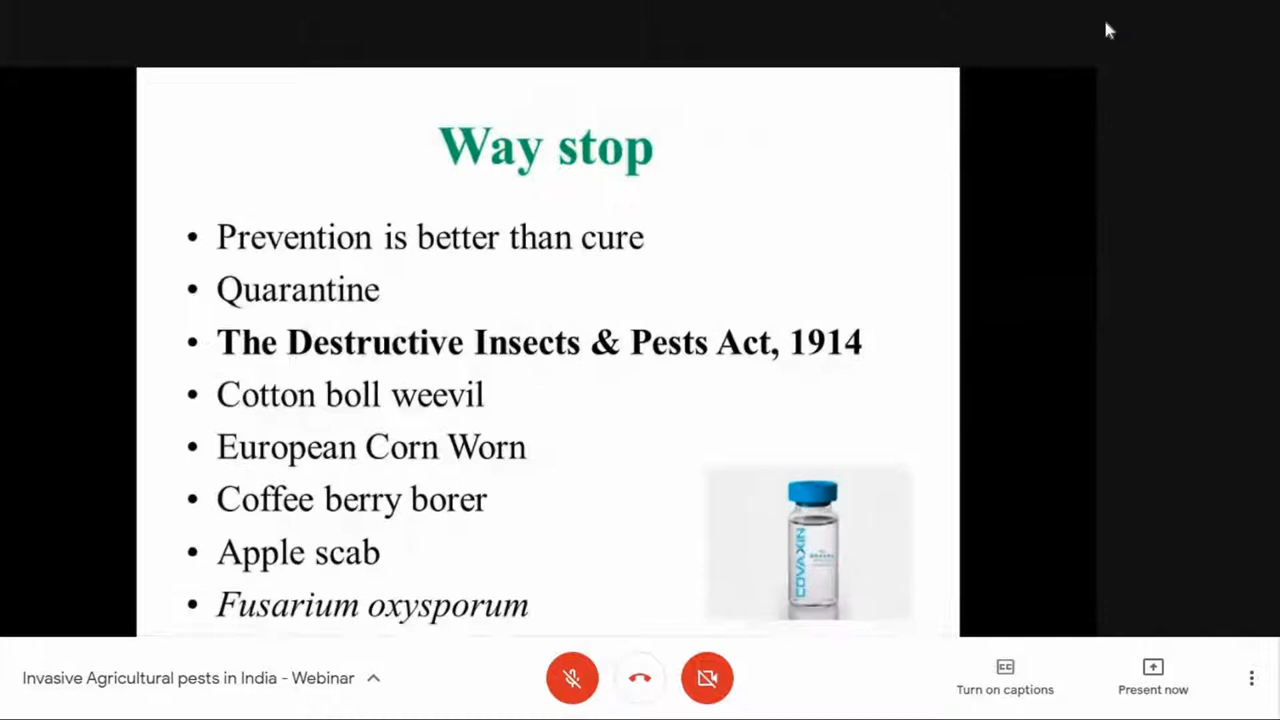 Way stop
• Prevention is better than cure
• Quarantine
• The Destructive Insects & Pests Act, 1914
• Cotton boll weevil
• European Corn Worn
• Coffee berry borer
• Apple scab
• Fusarium oxysporum
COVAXIN
Invasive Agricultural pests in India - Webinar
CC
Turn on captions
Present now